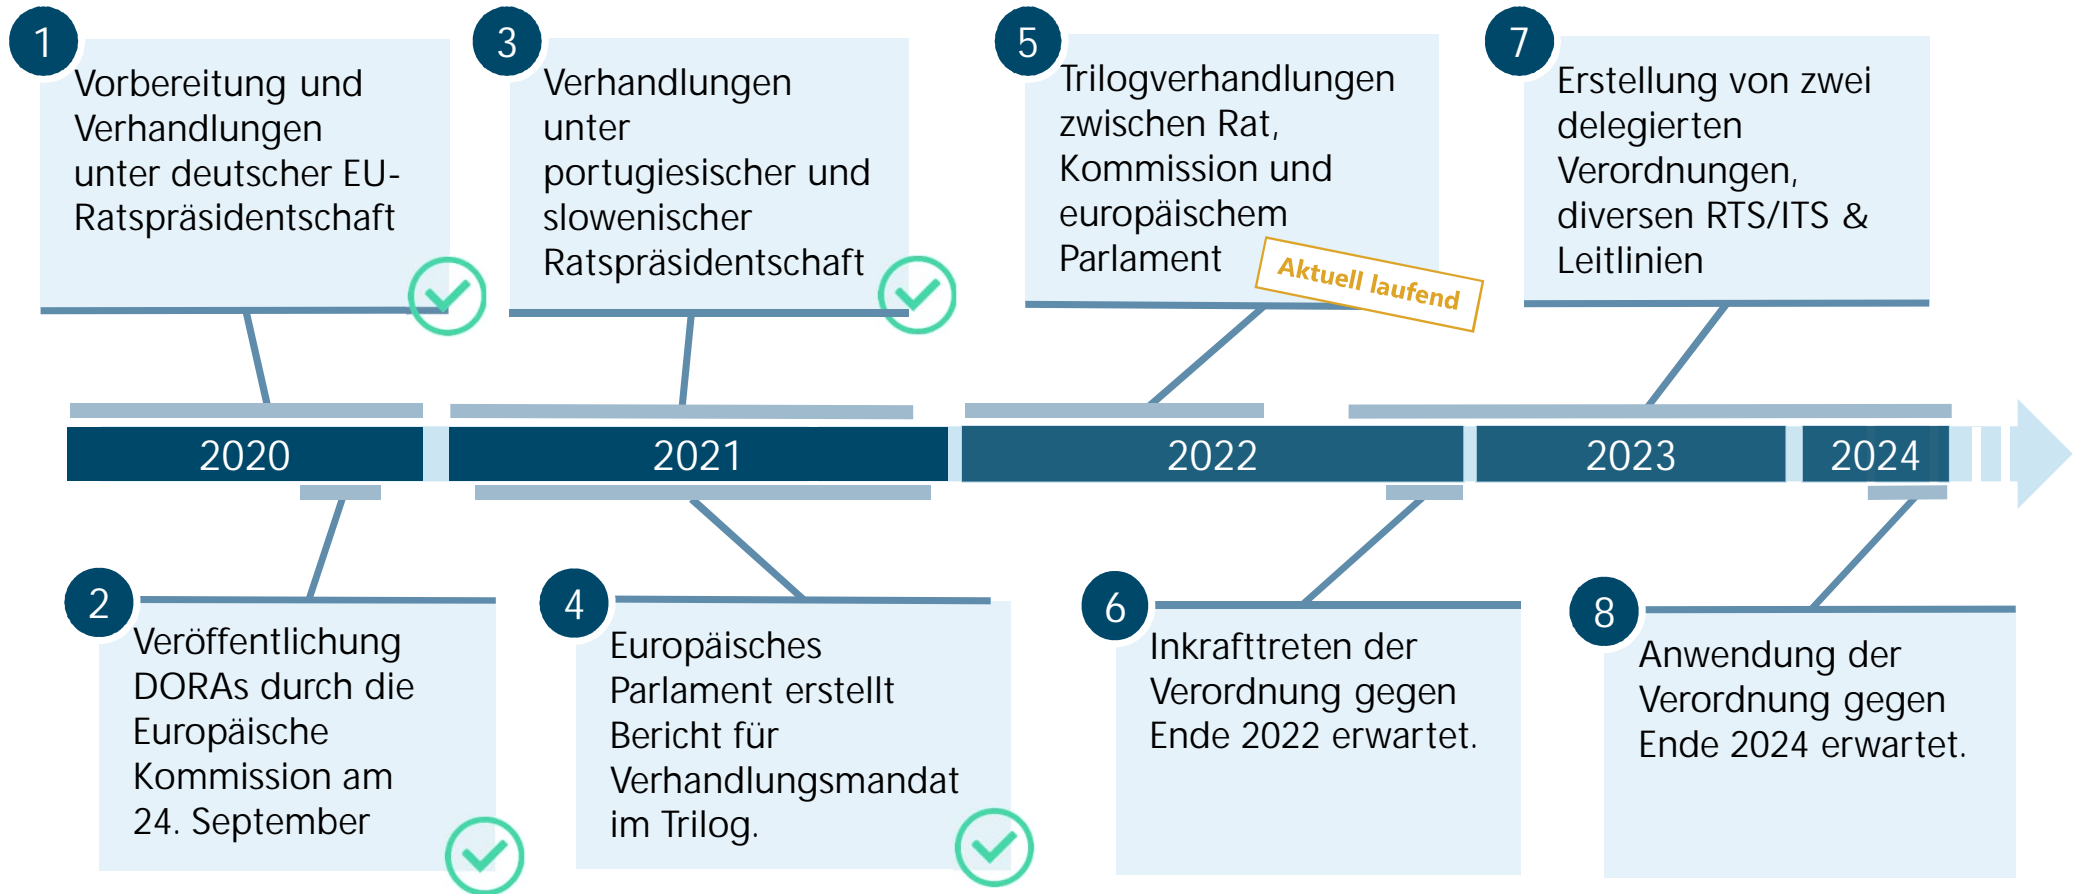 1
Vorbereitung und
Verhandlungen
unter deutscher EU-
Ratspräsidentschaft
3
Verhandlungen
unter
portugiesischer und
slowenischer
Ratspräsidentschaft
5
Trilogverhandlungen
zwischen Rat,
Kommission und
europäischem
Parlament
Aktuell laufend
7
Erstellung von zwei
delegierten
Verordnungen,
diversen RTS/ITS &
Leitlinien
2020
2021
2022
2023
2024
2
Veröffentlichung
DORAs durch die
Europäische
Kommission am
24. September
4
Europäisches
Parlament erstellt
Bericht für
Verhandlungsmandat
im Trilog.
6
Inkrafttreten der
Verordnung gegen
Ende 2022 erwartet.
8
Anwendung der
Verordnung gegen
Ende 2024 erwartet.